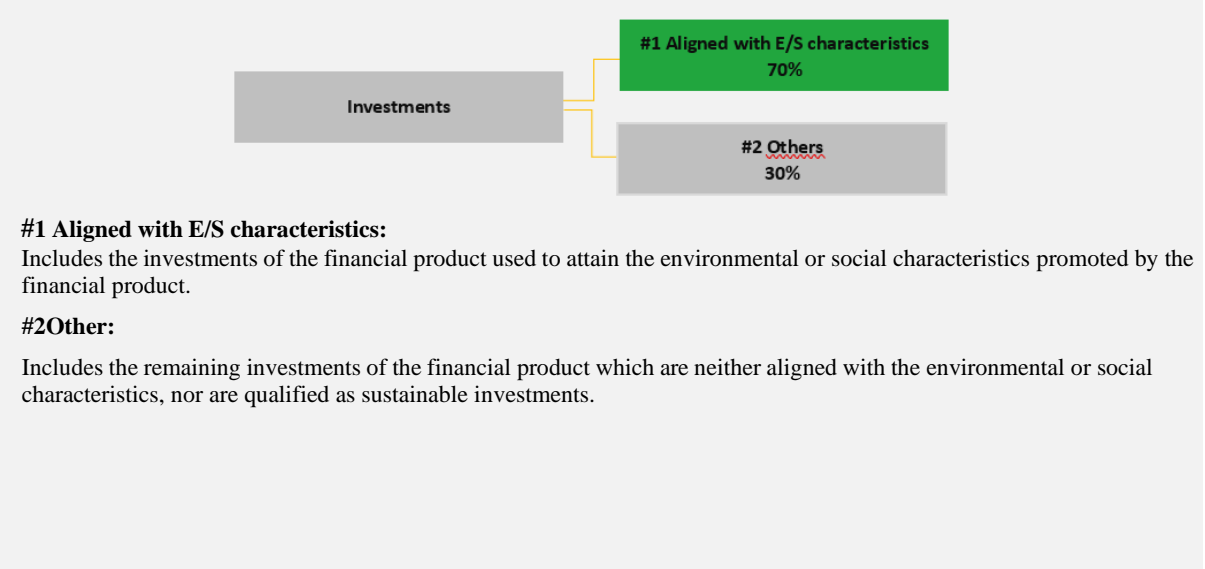 #1 Aligned with E/S characteristics
70%
Investments
#2 Others
30%
#1 Aligned with E/S characteristics:
Includes the investments of the financial product used to attain the environmental or social characteristics promoted by the
financial product.
#2Other:
Includes the remaining investments of the financial product which are neither aligned with the environmental or social
characteristics, nor are qualified as sustainable investments.